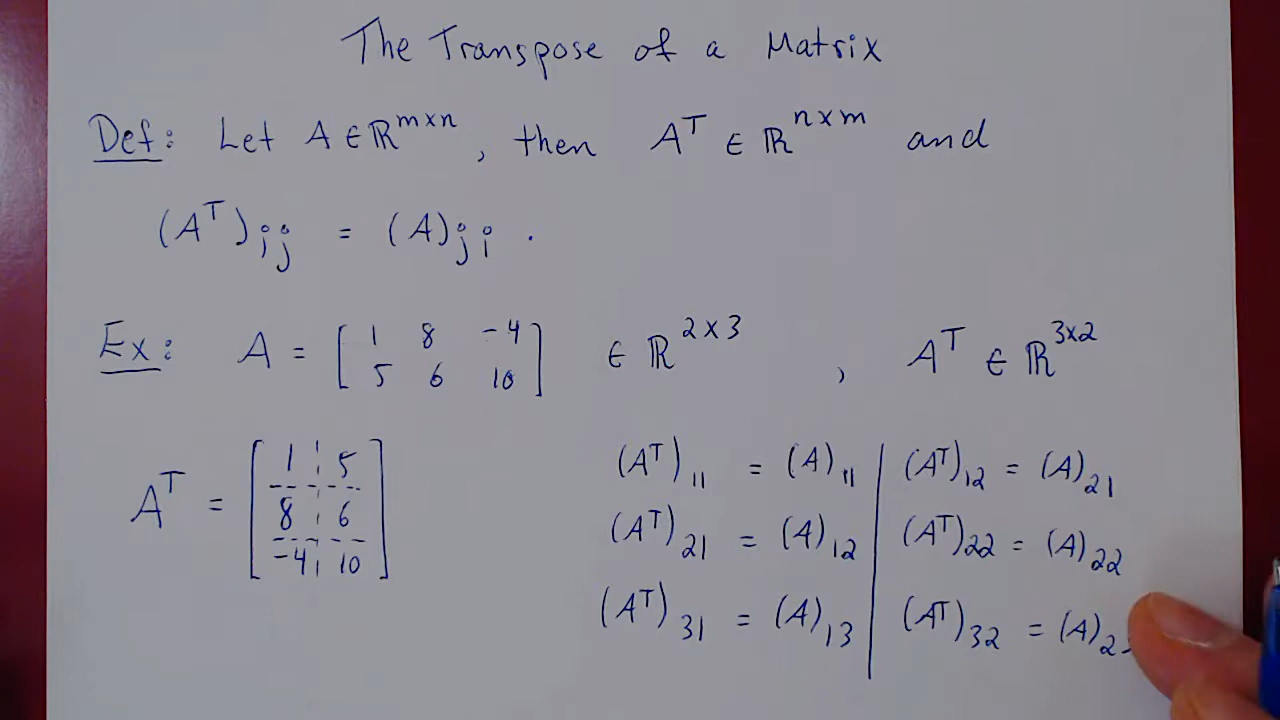 The Transpose of a Matrix
Def: Let A ∈ ℝ^{m×n}, then A^T ∈ ℝ^{n×m} and
(A^T)_{ij} = (A)_{ji}.
Ex: A = [1 8 -4; 5 6 10] ∈ ℝ^{2×3}, A^T ∈ ℝ^{3×2}
A^T = [1 5; 8 6; -4 10]
(A^T)_{11} = (A)_{11} | (A^T)_{12} = (A)_{21}
(A^T)_{21} = (A)_{12} | (A^T)_{22} = (A)_{22}
(A^T)_{31} = (A)_{13} | (A^T)_{32} = (A)_{2